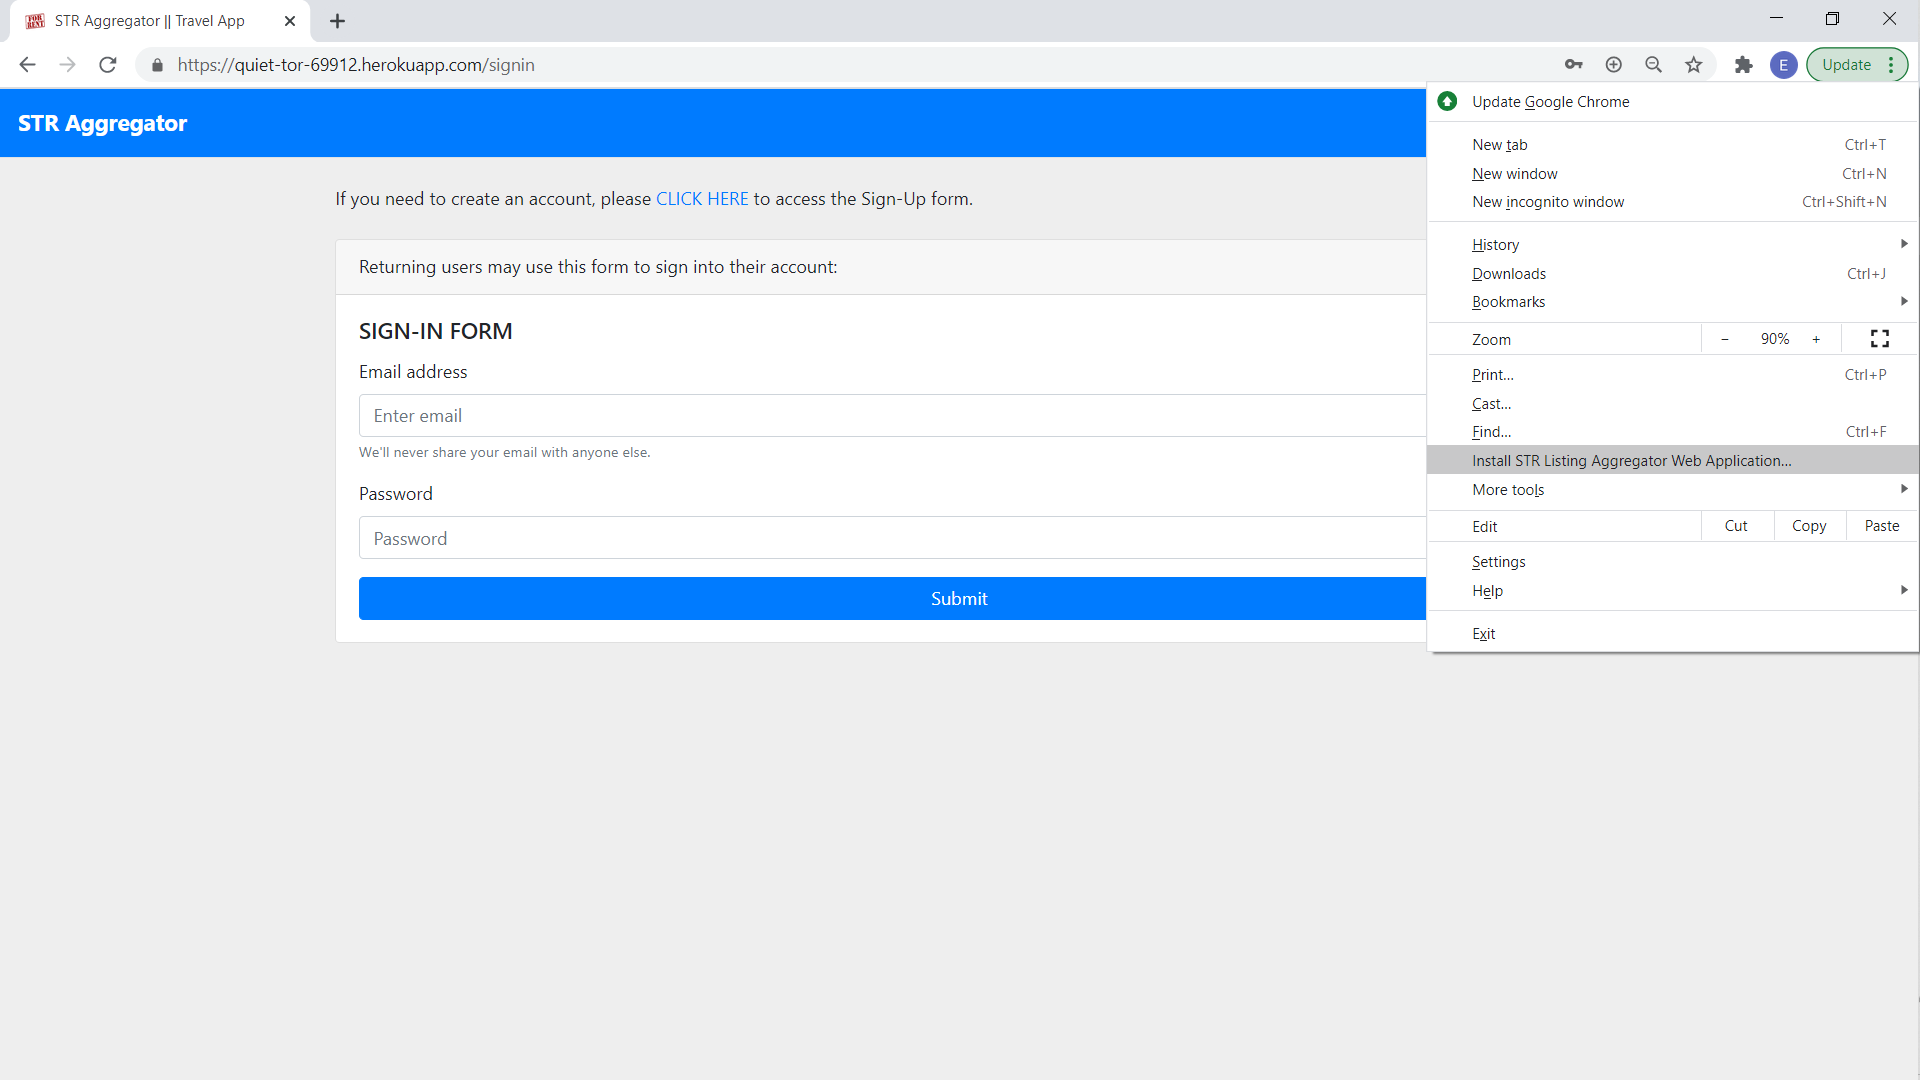 FOR RENT
STR Aggregator || Travel App
https://quiet-tor-69912.herokuapp.com/signin
E
Update
STR Aggregator
If you need to create an account, please CLICK HERE to access the Sign-Up form.
Returning users may use this form to sign into their account:
SIGN-IN FORM
Email address
Enter email
We'll never share your email with anyone else.
Password
Password
Submit
Update Google Chrome
New tab Ctrl+T
New window Ctrl+N
New incognito window Ctrl+Shift+N
History
Downloads Ctrl+J
Bookmarks
Zoom - 90% +
Print... Ctrl+P
Cast...
Find... Ctrl+F
Install STR Listing Aggregator Web Application...
More tools
Edit Cut Copy Paste
Settings
Help
Exit